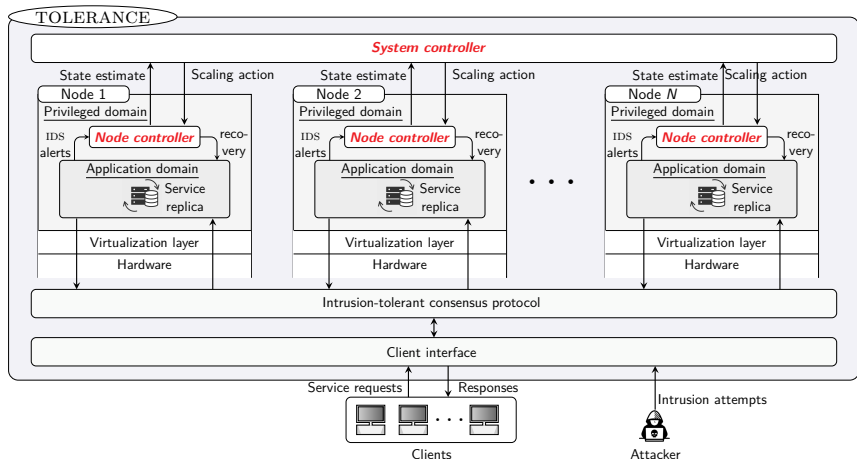 TOLERANCE
System controller
State estimate
Scaling action
State estimate
Scaling action
State estimate
Scaling action
Node 1
Privileged domain
IDS
alerts
Node controller
reco-
very
Application domain
Service
replica
Virtualization layer
Hardware
Node 2
Privileged domain
IDS
alerts
Node controller
reco-
very
Application domain
Service
replica
Virtualization layer
Hardware
. . .
Node N
Privileged domain
IDS
alerts
Node controller
reco-
very
Application domain
Service
replica
Virtualization layer
Hardware
Intrusion-tolerant consensus protocol
Client interface
Service requests
Responses
Intrusion attempts
. . .
Clients
Attacker